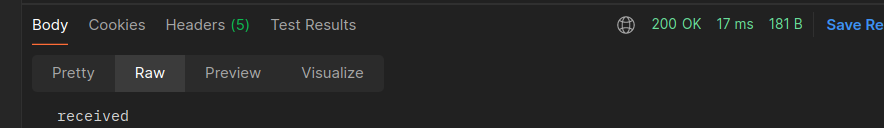 Body Cookies Headers (5) Test Results 200 OK 17 ms 181 B Save Re
Pretty Raw Preview Visualize
received